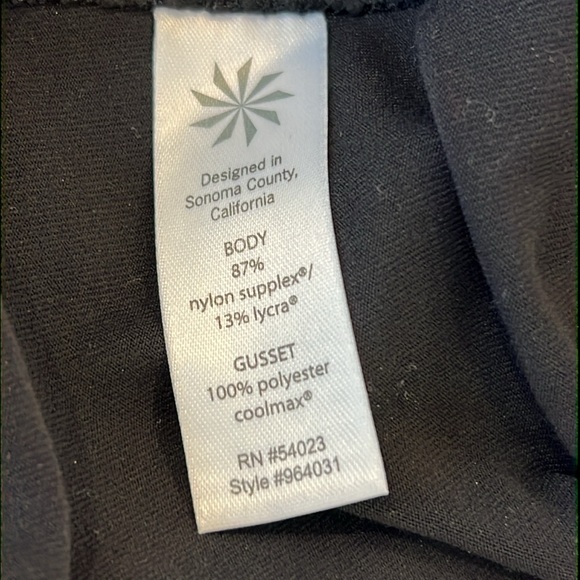 Designed in
Sonoma County,
California
BODY
87%
nylon supplex®/
13% lycra®
GUSSET
100% polyester
coolmax®
RN #54023
Style #964031